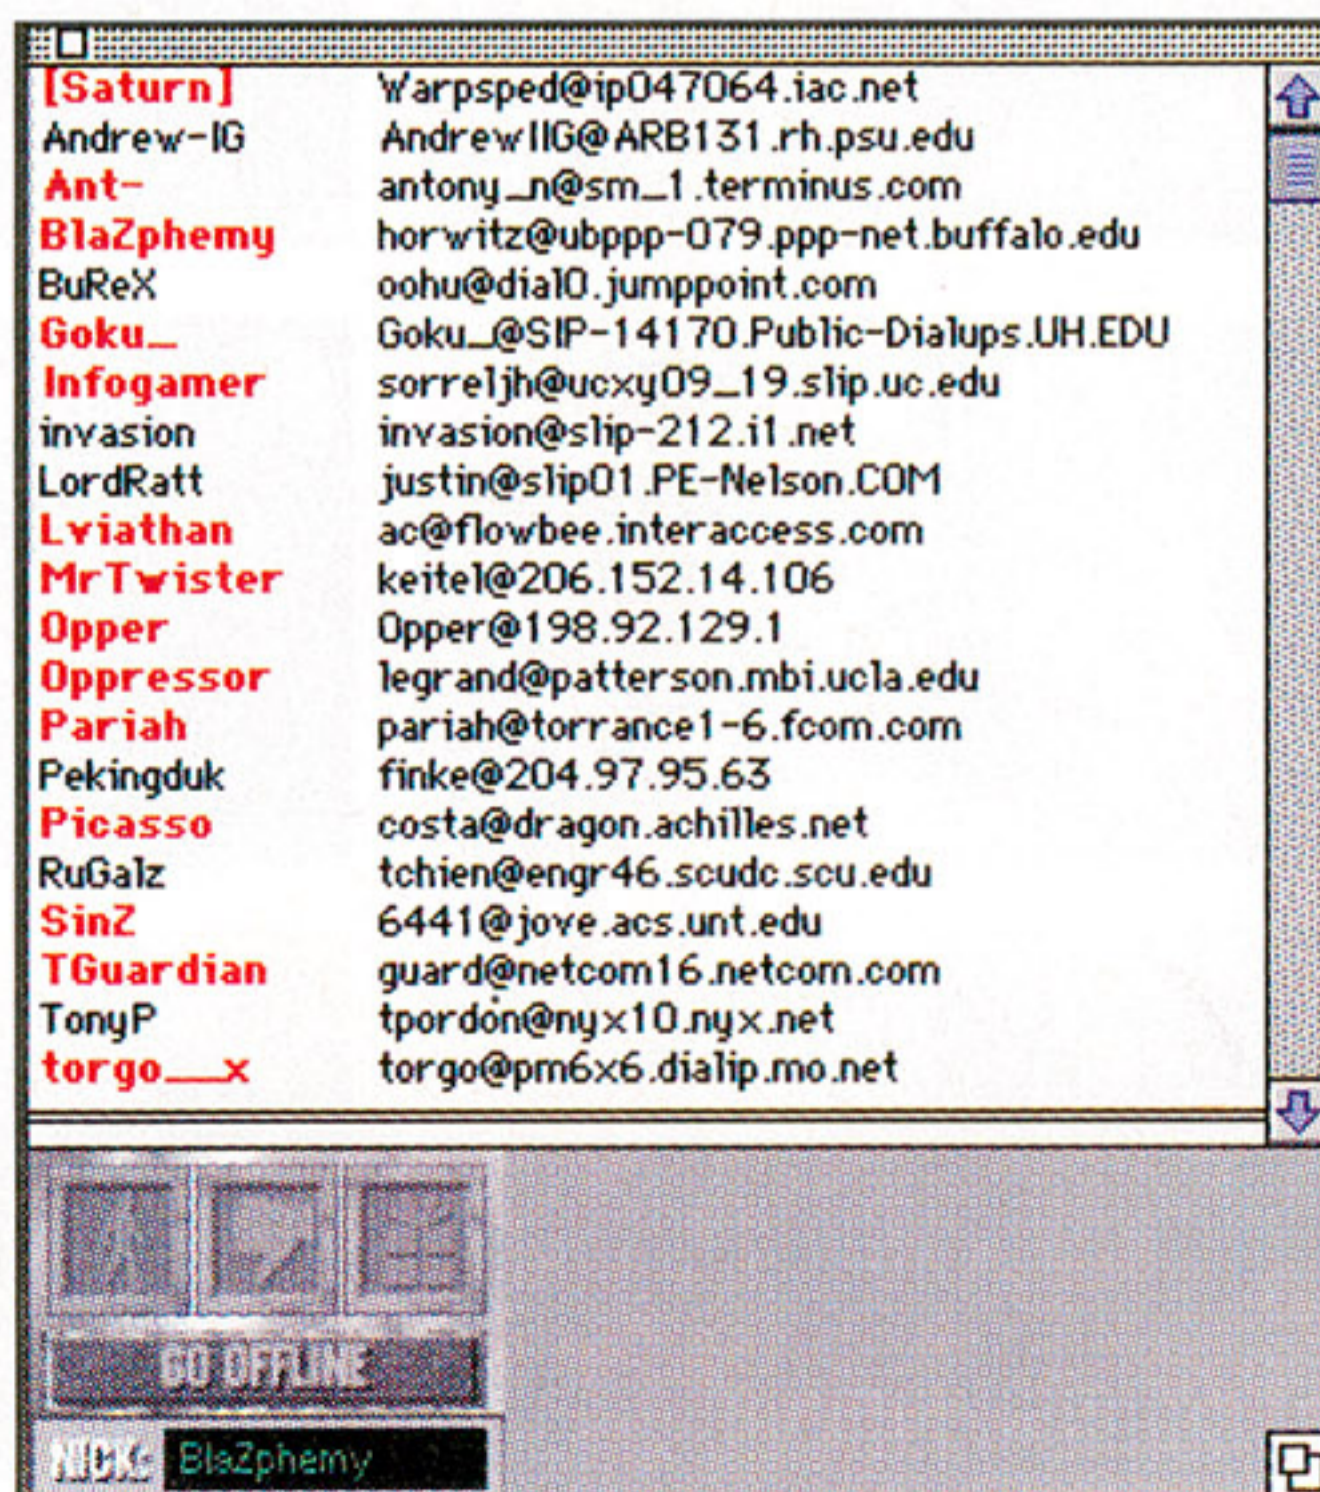 [Saturn] Warpsped@ip047064.iac.net
Andrew-IG AndrewIIG@ARB131.rh.psu.edu
Ant- antony_n@sm_1.terminus.com
BlaZphemy horwitz@ubppp-079.ppp-net.buffalo.edu
BuReX oohu@dial0.jumppoint.com
Goku_ Goku_@SIP-14170.Public-Dialups.UH.EDU
Infogamer sorreljh@ucxy09_19.slip.uc.edu
invasion invasion@slip-212.i1.net
LordRatt justin@slip01.PE-Nelson.COM
Lviathan ac@flowbee.interaccess.com
MrTwister keitel@206.152.14.106
Opper Opper@198.92.129.1
Oppressor legrand@patterson.mbi.ucla.edu
Pariah pariah@torrance1-6.fcom.com
Pekingduk finke@204.97.95.63
Picasso costa@dragon.achilles.net
RuGalz tchien@engr46.scudc.scu.edu
SinZ 6441@jove.acs.unt.edu
TGuardian guard@netcom16.netcom.com
TonyP tpordon@nyx10.nyx.net
torgo__x torgo@pm6x6.dialip.mo.net
GO OFFLINE
NICK: BlaZphemy